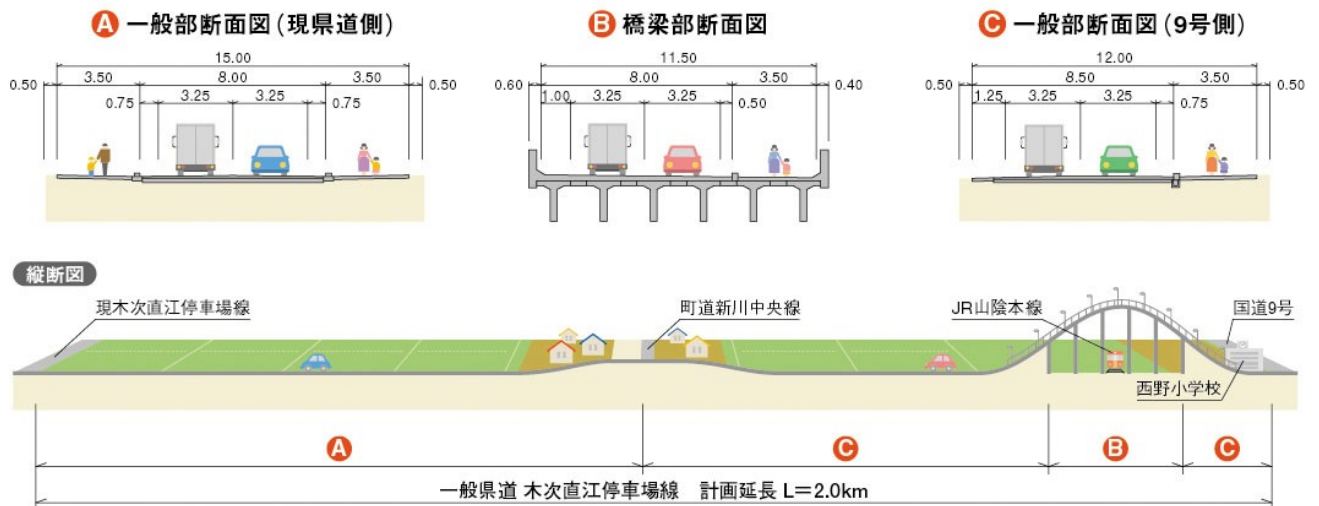 A 一般部断面図(現県道側)
15.00
0.50 3.50 8.00 3.50 0.50
0.75 3.25 3.25 0.75
B 橋梁部断面図
11.50
0.60 8.00 3.50 0.40
1.00 3.25 3.25 0.50
C 一般部断面図(9号側)
12.00
0.50 8.50 3.50 0.50
1.25 3.25 3.25 0.75
縦断図
現木次直江停車場線
町道新川中央線
JR山陰本線
国道9号
西野小学校
A C B C
一般県道 木次直江停車場線 計画延長 L=2.0km